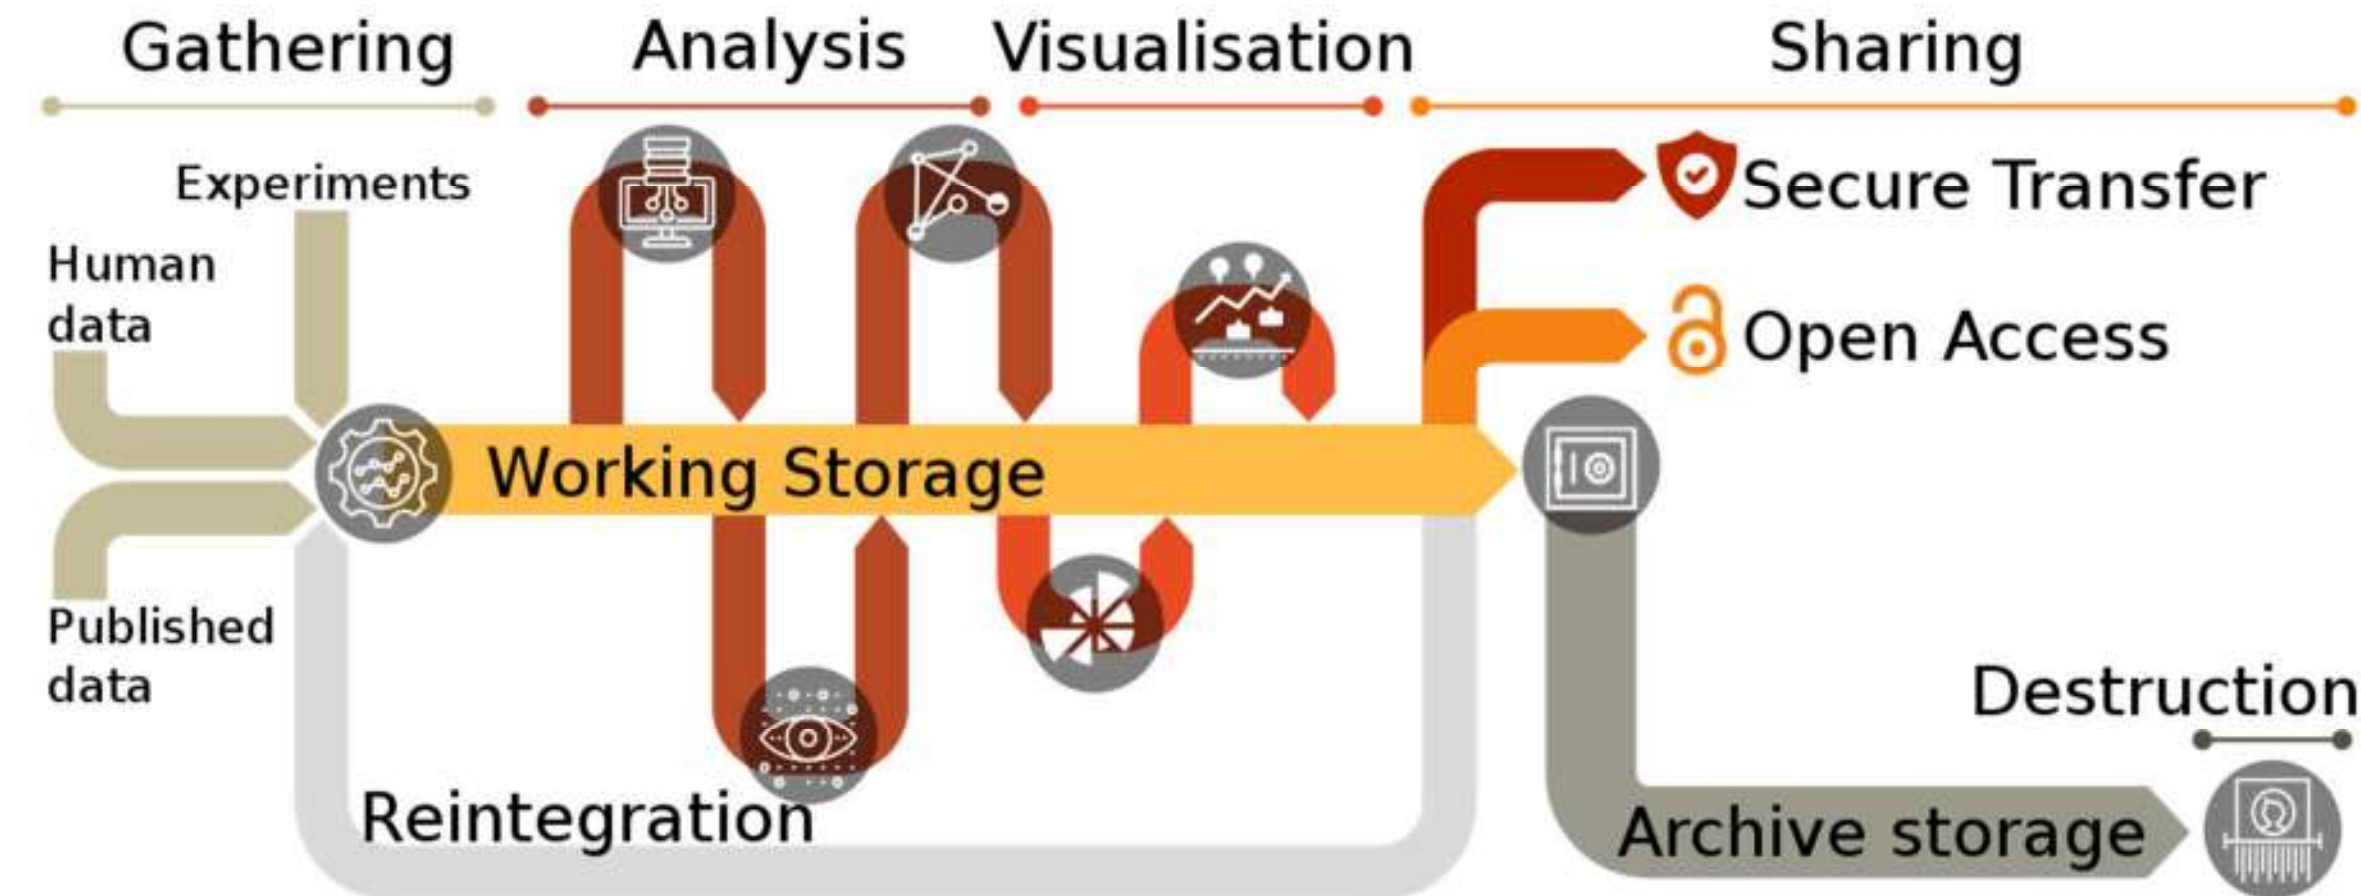 Gathering
Analysis
Visualisation
Sharing
Experiments
Human
data
Secure Transfer
Open Access
Working Storage
Published
data
Destruction
Reintegration
Archive storage